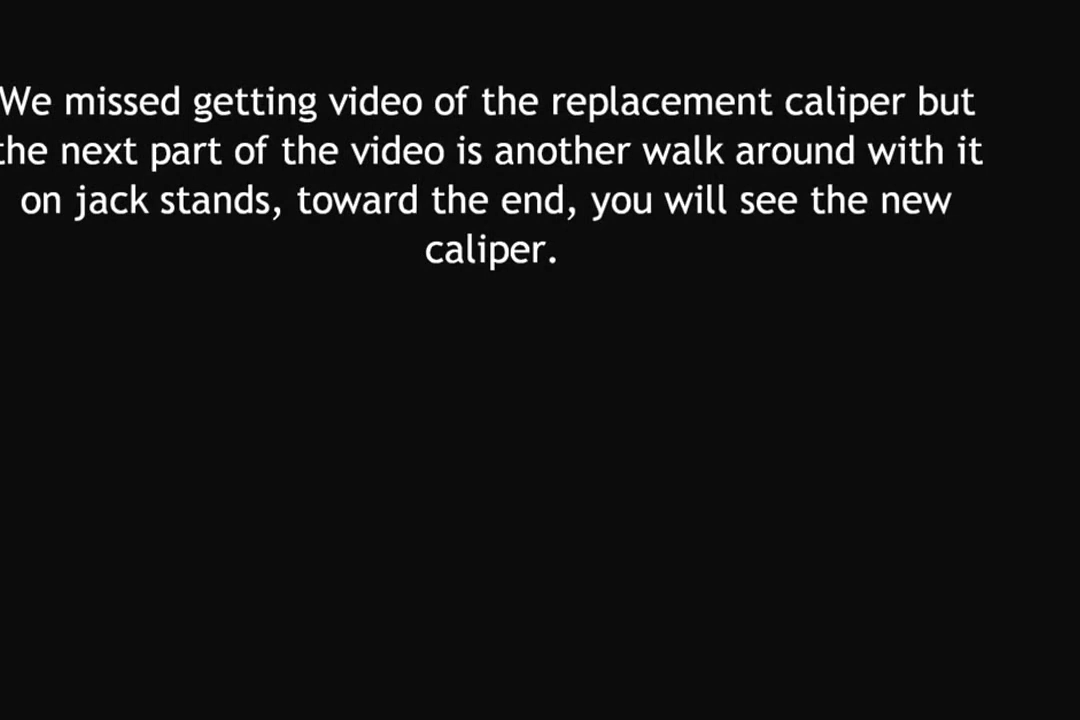 We missed getting video of the replacement caliper but
the next part of the video is another walk around with it
on jack stands, toward the end, you will see the new
caliper.